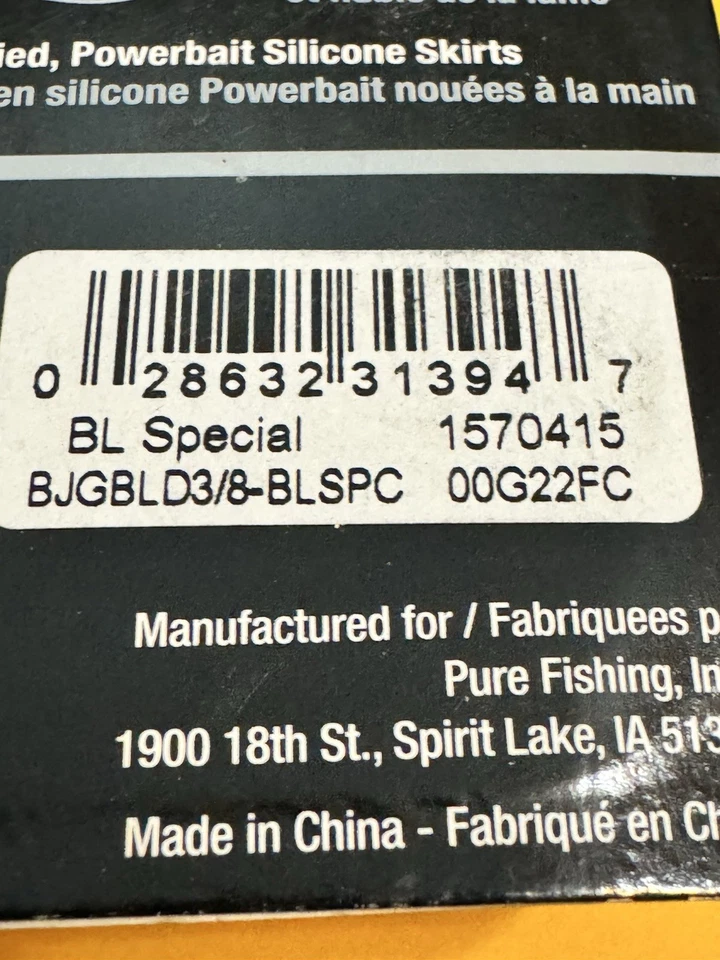 ied, Powerbait Silicone Skirts
en silicone Powerbait nouées à la main
0 28632 31394 7
BL Special 1570415
BJGBLD3/8-BLSPC 00G22FC
Manufactured for / Fabriquees p
Pure Fishing, In
1900 18th St., Spirit Lake, IA 513
Made in China - Fabriqué en Ch